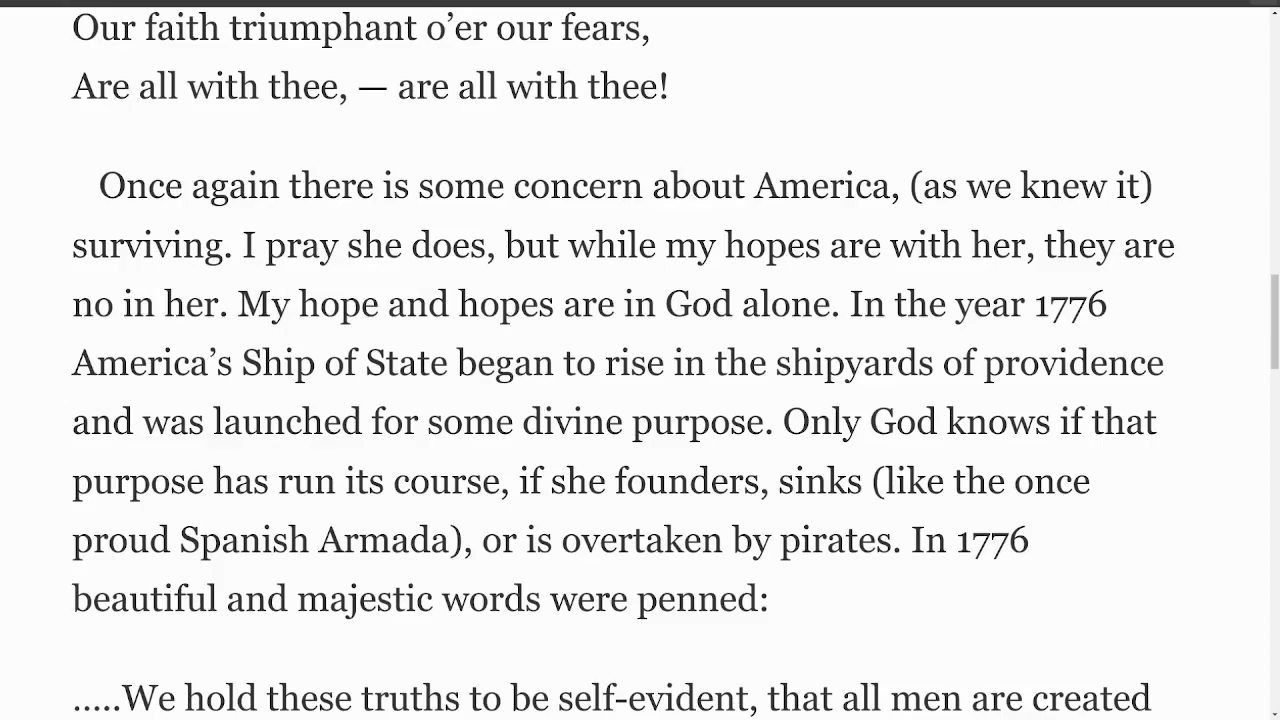 Our faith triumphant o’er our fears,
Are all with thee, — are all with thee!
Once again there is some concern about America, (as we knew it)
surviving. I pray she does, but while my hopes are with her, they are
no in her. My hope and hopes are in God alone. In the year 1776
America’s Ship of State began to rise in the shipyards of providence
and was launched for some divine purpose. Only God knows if that
purpose has run its course, if she founders, sinks (like the once
proud Spanish Armada), or is overtaken by pirates. In 1776
beautiful and majestic words were penned:
.....We hold these truths to be self-evident, that all men are created